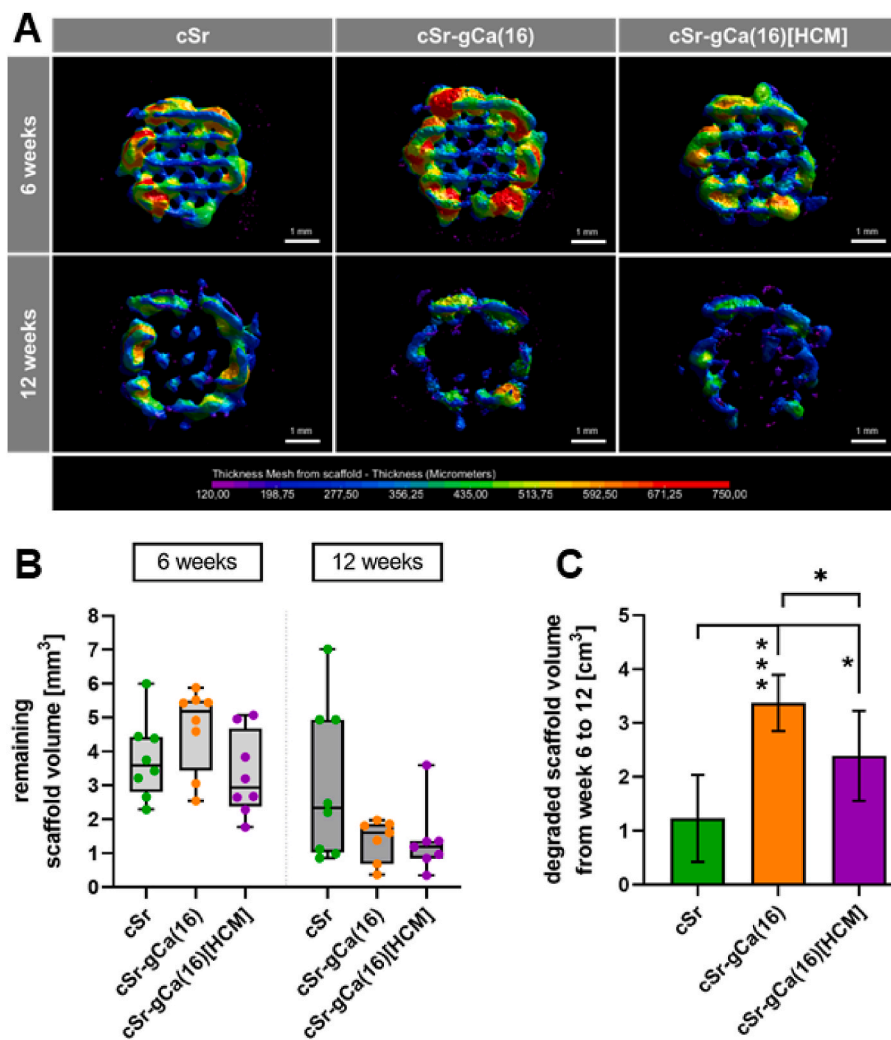 A
cSr
cSr-gCa(16)
cSr-gCa(16)[HCM]
6 weeks
1 mm
1 mm
1 mm
12 weeks
1 mm
1 mm
1 mm
Thickness Mesh from scaffold - Thickness (Micrometers)
120,00 198,75 277,50 356,25 435,00 513,75 592,50 671,25 750,00
B
6 weeks
12 weeks
remaining
scaffold volume [mm³]
8
7
6
5
4
3
2
1
0
cSr
cSr-gCa(16)
cSr-gCa(16)[HCM]
cSr
cSr-gCa(16)
cSr-gCa(16)[HCM]
C
degraded scaffold volume
from week 6 to 12 [cm³]
5
4
3
2
1
0
*
***
*
cSr
cSr-gCa(16)
cSr-gCa(16)[HCM]